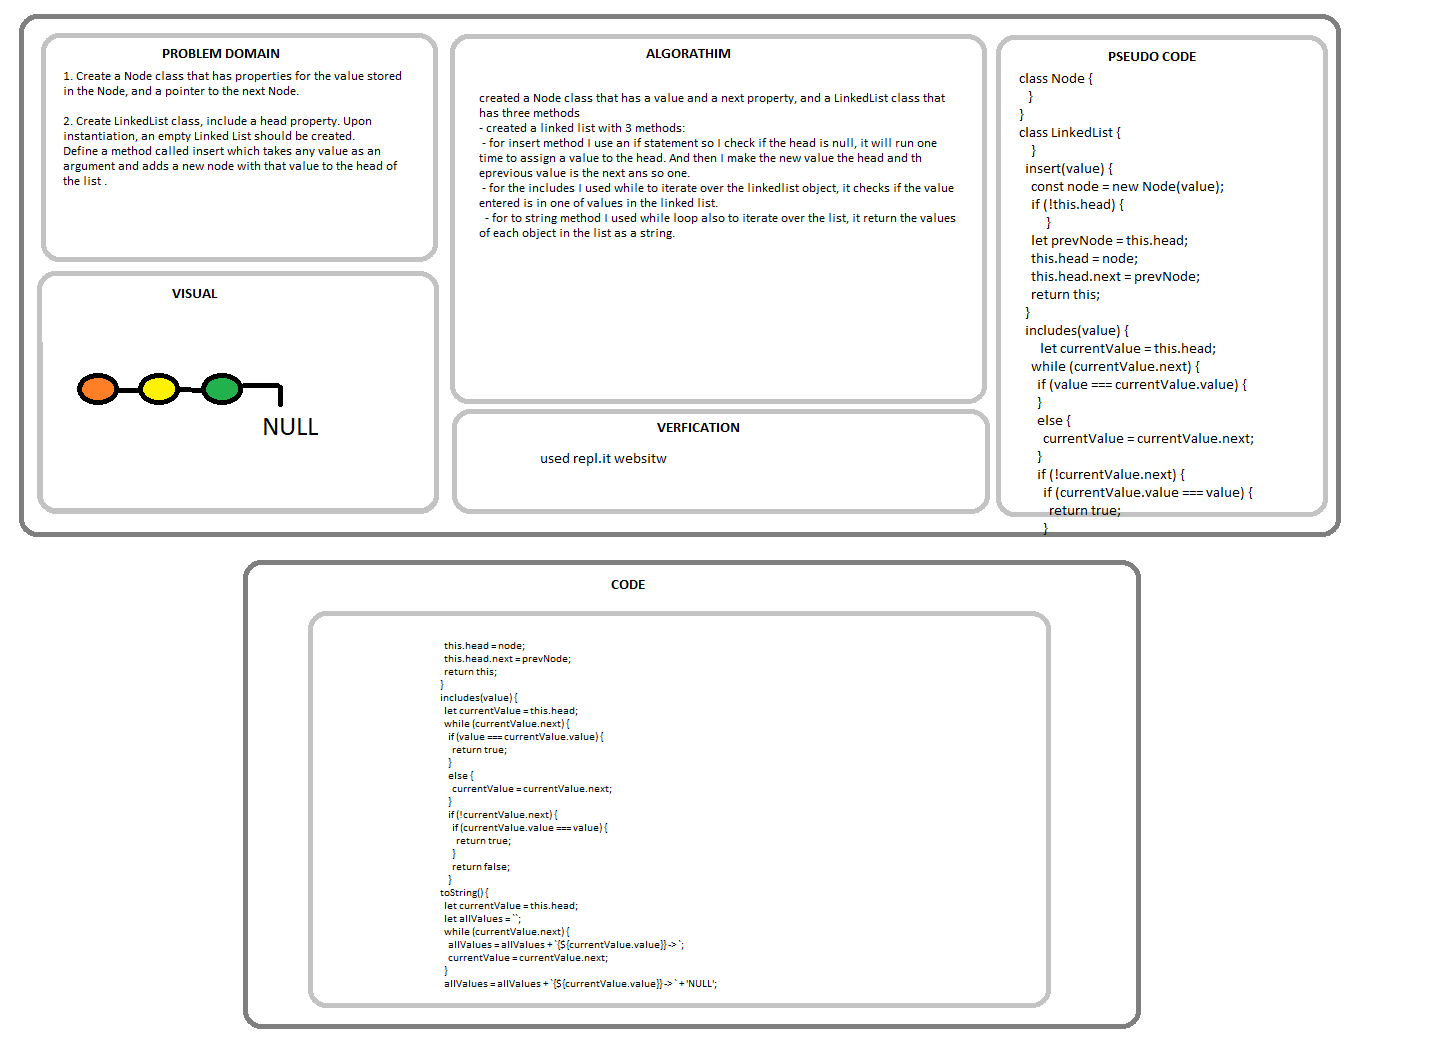 PROBLEM DOMAIN
1. Create a Node class that has properties for the value stored
in the Node, and a pointer to the next Node.
2. Create LinkedList class, include a head property. Upon
instantiation, an empty Linked List should be created.
Define a method called insert which takes any value as an
argument and adds a new node with that value to the head of
the list .
VISUAL
NULL
ALGORATHIM
created a Node class that has a value and a next property, and a LinkedList class that
has three methods
- created a linked list with 3 methods:
- for insert method I use an if statement so I check if the head is null, it will run one
time to assign a value to the head. And then I make the new value the head and th
eprevious value is the next ans so one.
- for the includes I used while to iterate over the linkedlist object, it checks if the value
entered is in one of values in the linked list.
- for to string method I used while loop also to iterate over the list, it return the values
of each object in the list as a string.
VERFICATION
used repl.it websitw
PSEUDO CODE
class Node {
}
}
class LinkedList {
}
insert(value) {
const node = new Node(value);
if (!this.head) {
}
let prevNode = this.head;
this.head = node;
this.head.next = prevNode;
return this;
}
includes(value) {
let currentValue = this.head;
while (currentValue.next) {
if (value === currentValue.value) {
}
else {
currentValue = currentValue.next;
}
if (!currentValue.next) {
if (currentValue.value === value) {
return true;
}
CODE
this.head = node;
this.head.next = prevNode;
return this;
}
includes(value) {
let currentValue = this.head;
while (currentValue.next) {
if (value === currentValue.value) {
return true;
}
else {
currentValue = currentValue.next;
}
if (!currentValue.next) {
if (currentValue.value === value) {
return true;
}
return false;
}
toString() {
let currentValue = this.head;
let allValues = ``;
while (currentValue.next) {
allValues = allValues + `{${currentValue.value}} -> `;
currentValue = currentValue.next;
}
allValues = allValues + `{${currentValue.value}} -> ` + 'NULL';